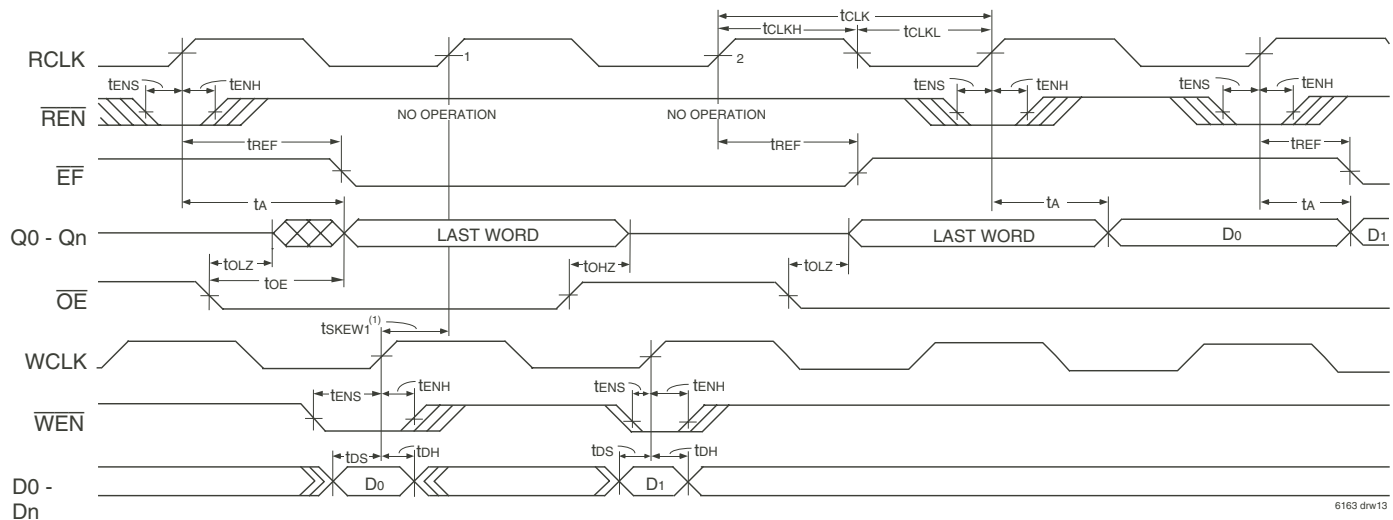 tCLK
tCLKH tCLKL
RCLK 1 2
tENS tENH tENS tENH tENS tENH
REN NO OPERATION NO OPERATION
tREF tREF tREF
EF
tA tA tA
Q0 - Qn LAST WORD LAST WORD D0 D1
tOLZ tOHZ tOLZ
tOE
OE
tSKEW1(1)
WCLK
tENS tENH tENS tENH
WEN
tDS tDH tDS tDH
D0 - D0 D1
Dn
6163 drw13